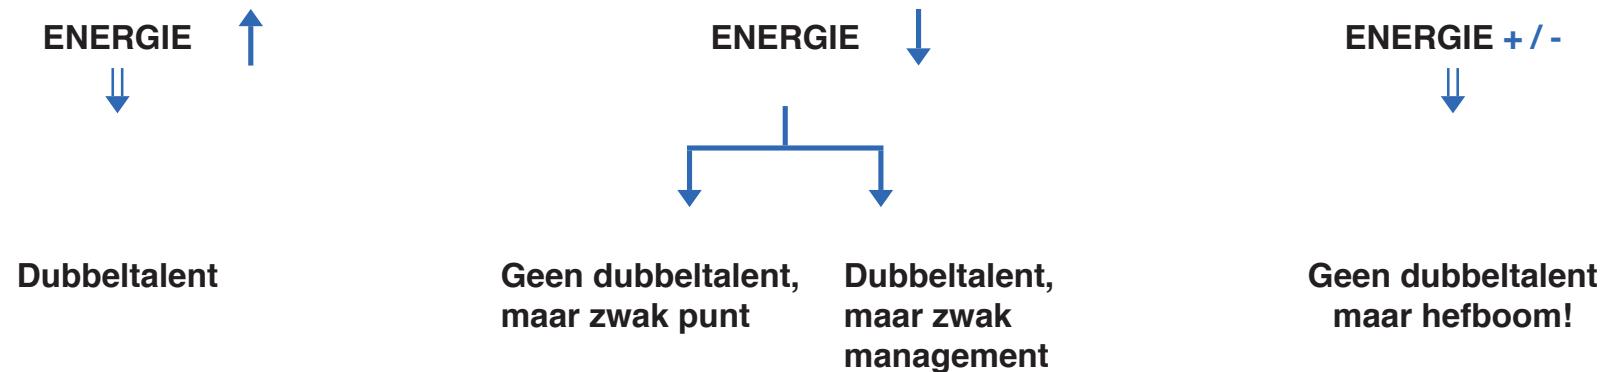 ENERGIE
ENERGIE
ENERGIE + / -
Dubbeltalent
Geen dubbeltalent,
maar zwak punt
Dubbeltalent,
maar zwak
management
Geen dubbeltalent
maar hefboom!